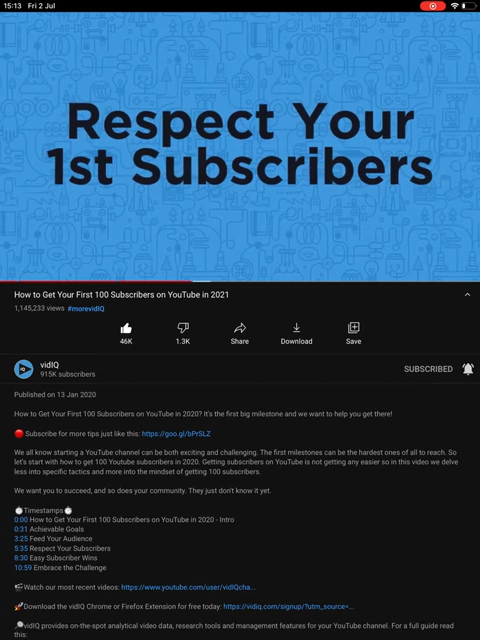 15:13 Fri 2 Jul
Respect Your
1st Subscribers
How to Get Your First 100 Subscribers on YouTube in 2021
1,145,233 views #morevidIQ
46K 1.3K Share Download Save
vidIQ
915K subscribers
SUBSCRIBED
Published on 13 Jan 2020
How to Get Your First 100 Subscribers on YouTube in 2020? It's the first big milestone and we want to help you get there!
🔴 Subscribe for more tips just like this: https://goo.gl/bPrSLZ
We all know starting a YouTube channel can be both exciting and challenging. The first milestones can be the hardest ones of all to reach. So
let's start with how to get 100 Youtube subscribers in 2020. Getting subscribers on YouTube is not getting any easier so in this video we delve
less into specific tactics and more into the mindset of getting 100 subscribers.
We want you to succeed, and so does your community. They just don't know it yet.
⏱Timestamps⏱
0:00 How to Get Your First 100 Subscribers on YouTube in 2020 - Intro
0:31 Achievable Goals
3:25 Feed Your Audience
5:35 Respect Your Subscribers
8:30 Easy Subscriber Wins
10:59 Embrace the Challenge
🎬Watch our most recent videos: https://www.youtube.com/user/vidIQcha...
🚀Download the vidIQ Chrome or Firefox Extension for free today: https://vidiq.com/signup/?utm_source=...
🔎vidIQ provides on-the-spot analytical video data, research tools and management features for your YouTube channel. For a full guide read
this: